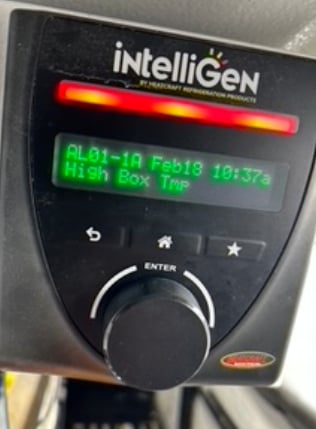 intelliGen
BY HEATCRAFT REFRIGERATION PRODUCTS
AL01-1A Feb18 10:37a
High Box Tmp
ENTER